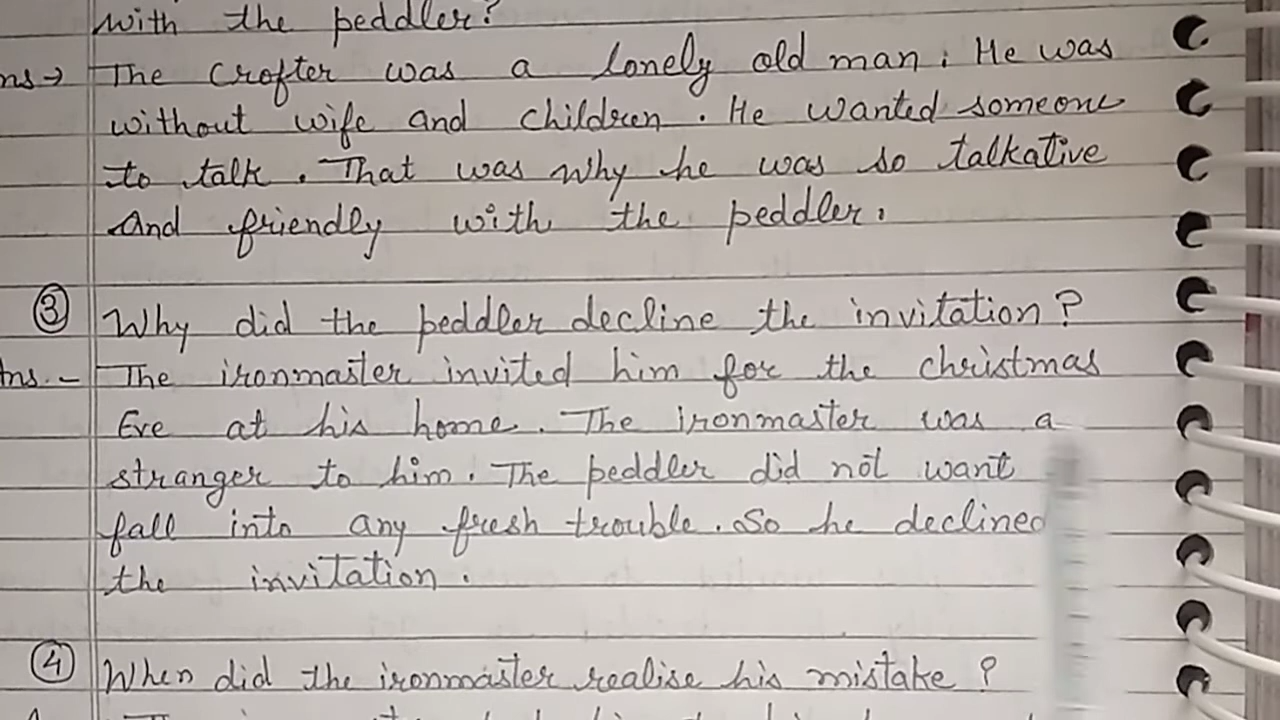 with the peddler?
ns → The Crofter was a lonely old man. He was
without wife and children. He wanted someone
to talk. That was why he was so talkative
And friendly with the peddler.
③ Why did the peddler decline the invitation?
Ans. - The ironmaster invited him for the christmas
Eve at his home. The ironmaster was a
stranger to him. The peddler did not want
fall into any fresh trouble. So he declined
the invitation.
④ When did the ironmaster realise his mistake?